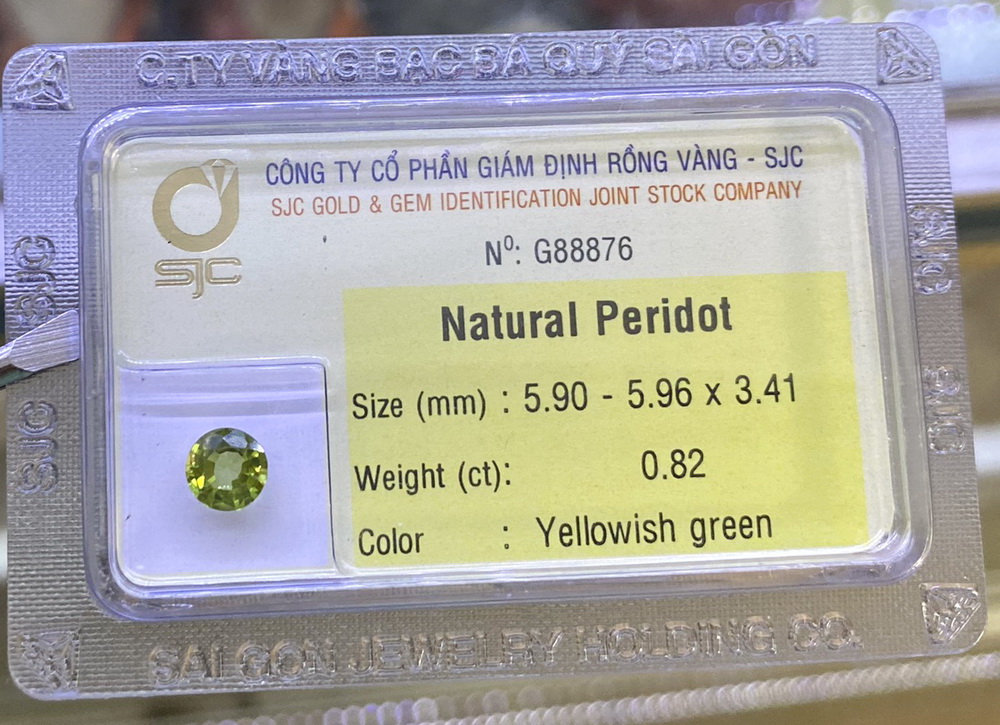 C.TY VÀNG BẠC ĐÁ QUÝ SÀI GÒN
CÔNG TY CỔ PHẦN GIÁM ĐỊNH RỒNG VÀNG - SJC
SJC GOLD & GEM IDENTIFICATION JOINT STOCK COMPANY
SJC
Nº: G88876
Natural Peridot
Size (mm) : 5.90 - 5.96 x 3.41
Weight (ct): 0.82
Color : Yellowish green
SJC
SJC
SJC
SJC
SAI GON JEWELRY HOLDING CO.